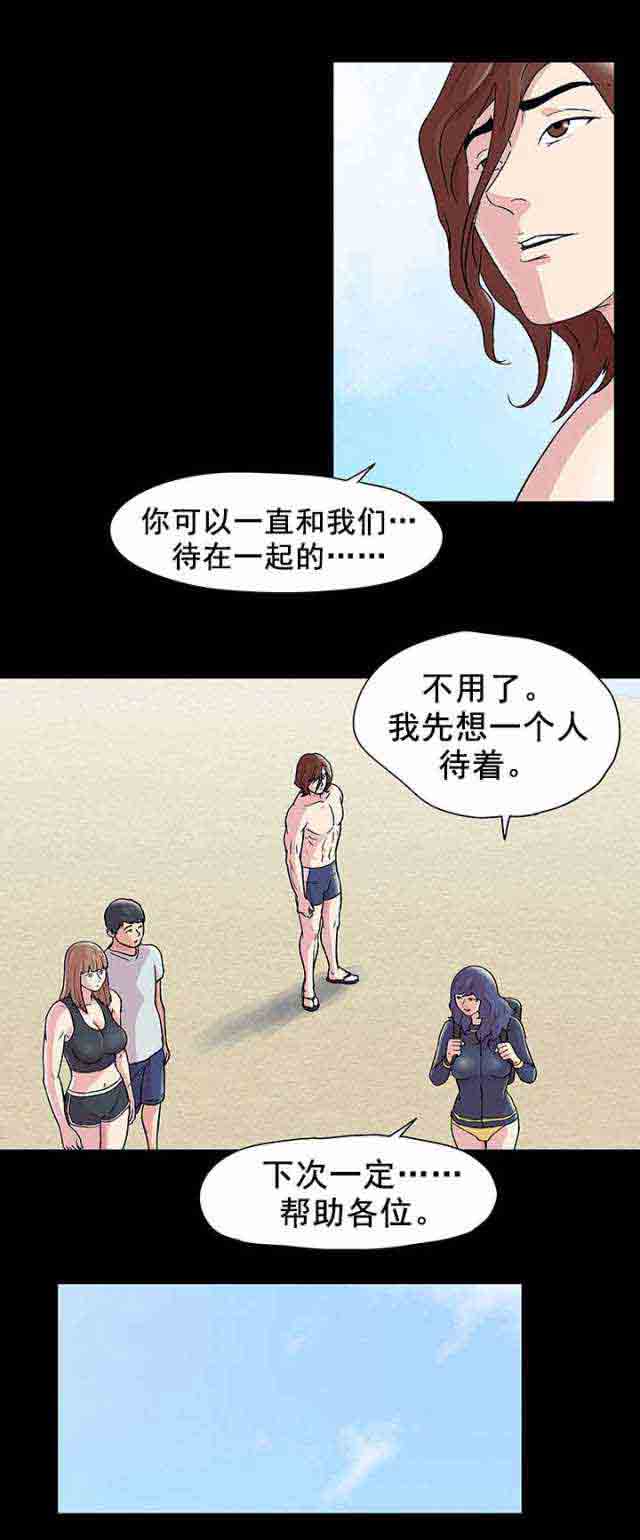 你可以一直和我们…
待在一起的……
不用了。
我先想一个人
待着。
下次一定……
帮助各位。